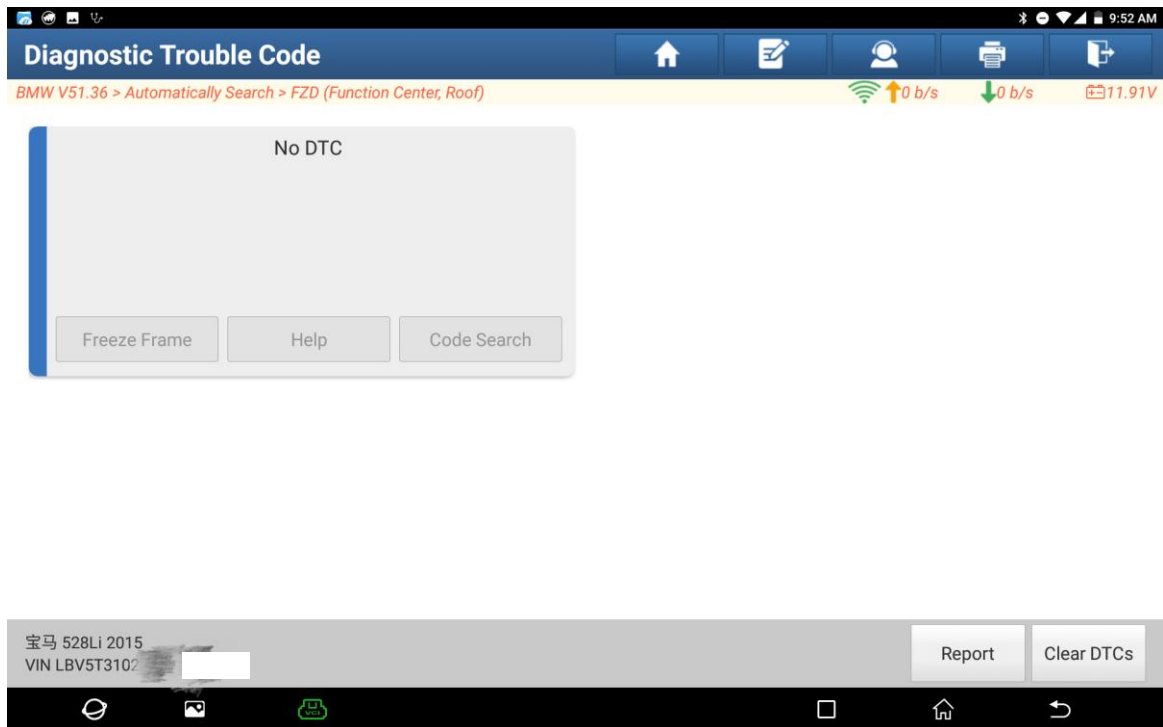 9:52 AM
Diagnostic Trouble Code
BMW V51.36 > Automatically Search > FZD (Function Center, Roof)
0 b/s
0 b/s
11.91V
No DTC
Freeze Frame
Help
Code Search
宝马 528Li 2015
VIN LBV5T3102
Report
Clear DTCs
VCI